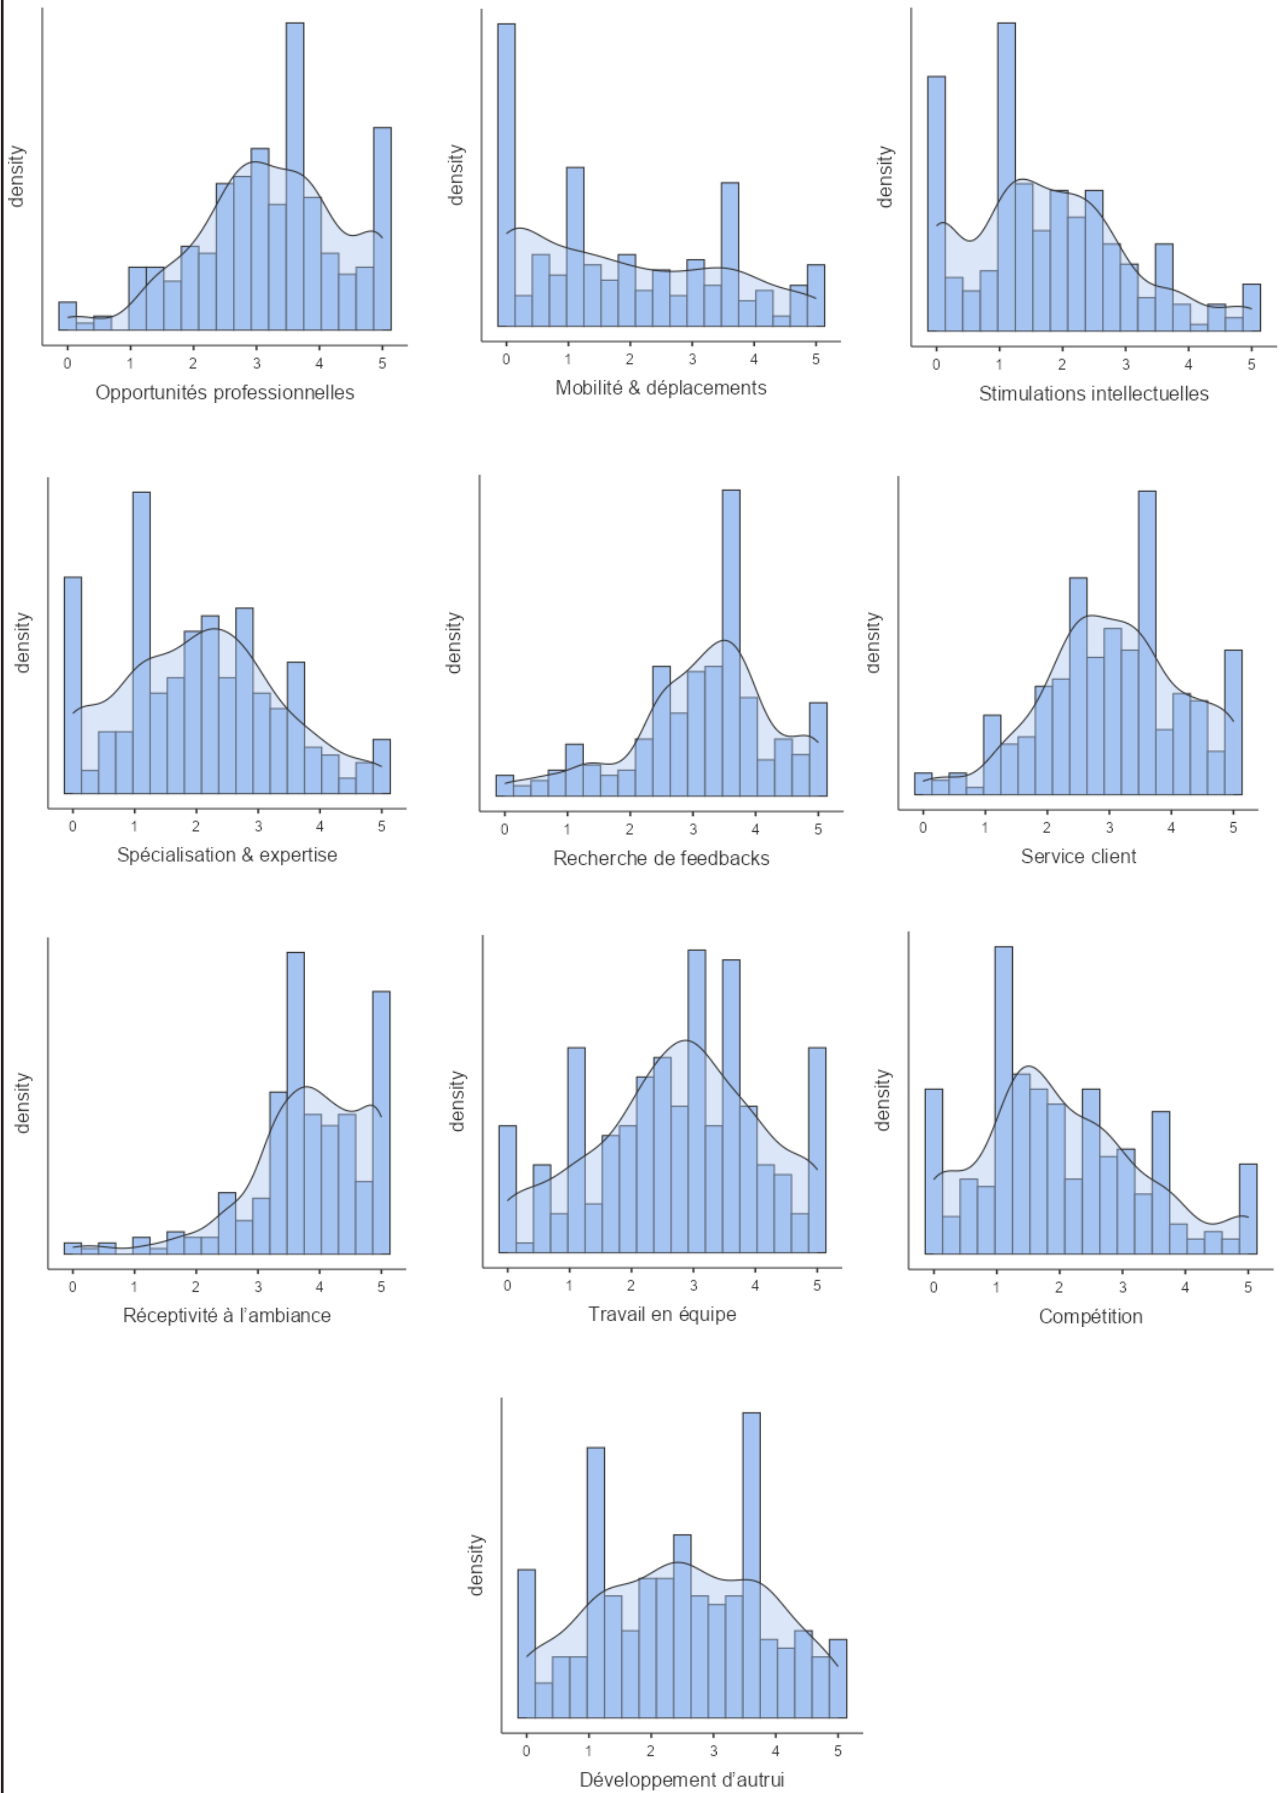 density density density
0 1 2 3 4 5 0 1 2 3 4 5 0 1 2 3 4 5
Opportunités professionnelles Mobilité & déplacements Stimulations intellectuelles
density density density
0 1 2 3 4 5 0 1 2 3 4 5 0 1 2 3 4 5
Spécialisation & expertise Recherche de feedbacks Service client
density density density
0 1 2 3 4 5 0 1 2 3 4 5 0 1 2 3 4 5
Réceptivité à l’ambiance Travail en équipe Compétition
density
0 1 2 3 4 5
Développement d’autrui